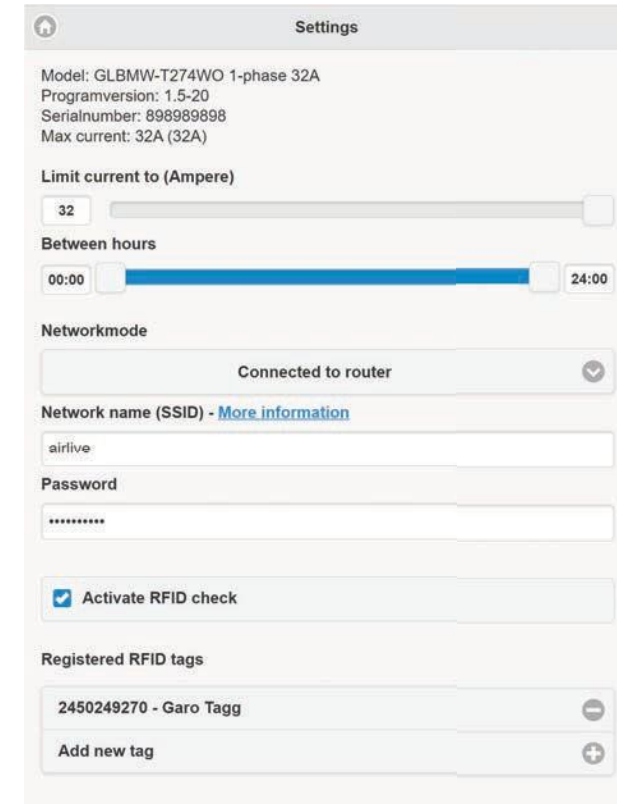 Settings
Model: GLBMW-T274WO 1-phase 32A
Programversion: 1.5-20
Serialnumber: 898989898
Max current: 32A (32A)
Limit current to (Ampere)
32
Between hours
00:00 24:00
Networkmode
Connected to router
Network name (SSID) - More information
airlive
Password
••••••••••
Activate RFID check
Registered RFID tags
2450249270 - Garo Tagg
Add new tag